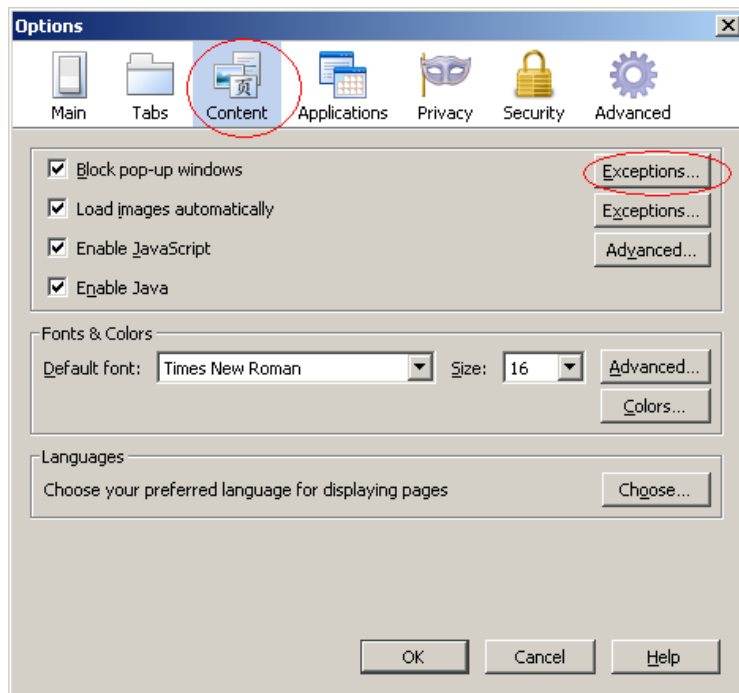 Options
Main Tabs Content Applications Privacy Security Advanced
页
Block pop-up windows Exceptions...
Load images automatically Exceptions...
Enable JavaScript Advanced...
Enable Java
Fonts & Colors
Default font: Times New Roman Size: 16 Advanced...
Colors...
Languages
Choose your preferred language for displaying pages Choose...
OK Cancel Help